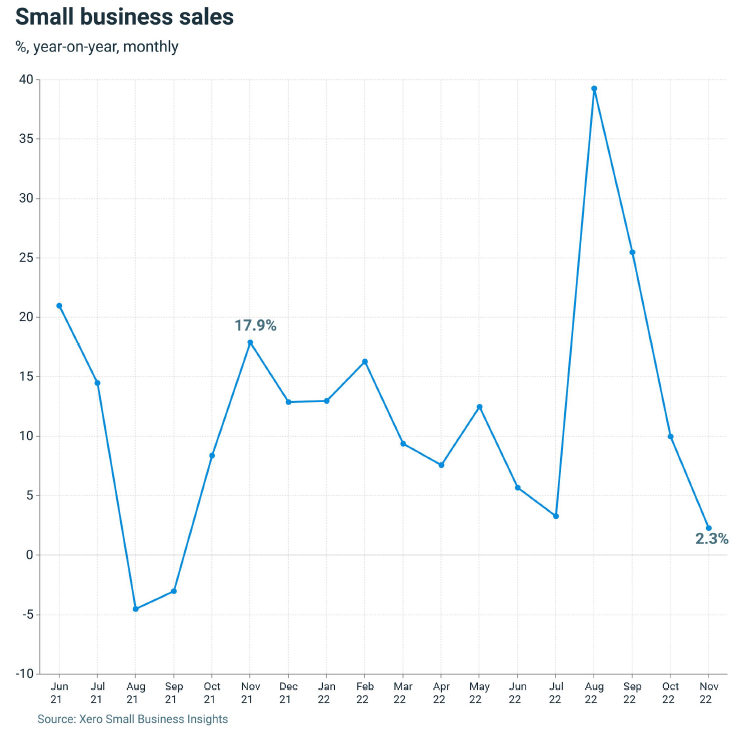 Small business sales
%, year-on-year, monthly
40
35
30
25
20
15
10
5
0
-5
-10
17.9%
2.3%
Jun Jul Aug Sep Oct Nov Dec Jan Feb Mar Apr May Jun Jul Aug Sep Oct Nov
21 21 21 21 21 21 21 22 22 22 22 22 22 22 22 22 22 22
Source: Xero Small Business Insights